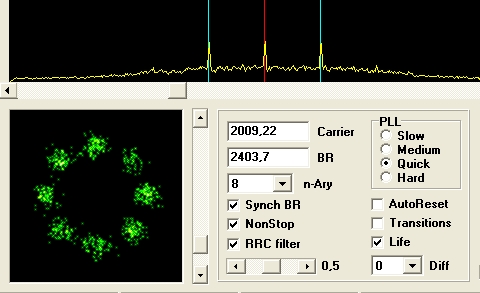 PLL
2009,22 Carrier
Slow
2403,7 BR
Medium
Quick
8 n-Ary
Hard
Synch BR
AutoReset
NonStop
Transitions
RRC filter
Life
0,5
0 Diff